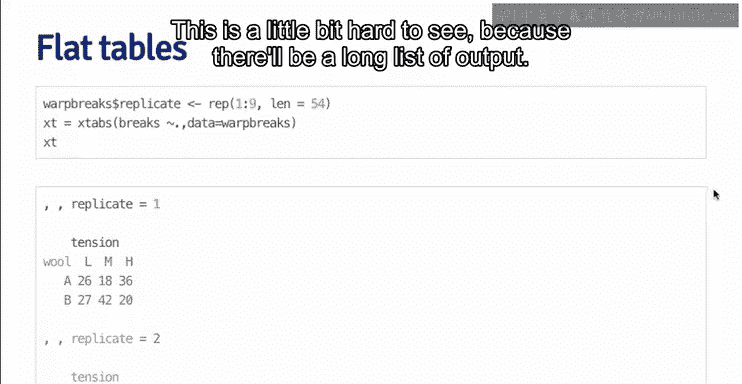 This is a little bit hard to see, because
there'll be a long list of output.
Flat tables
warpbreaks$replicate <- rep(1:9, len = 54)
xt = xtabs(breaks ~.,data=warpbreaks)
xt
, , replicate = 1
tension
wool L M H
A 26 18 36
B 27 42 20
, , replicate = 2
tension